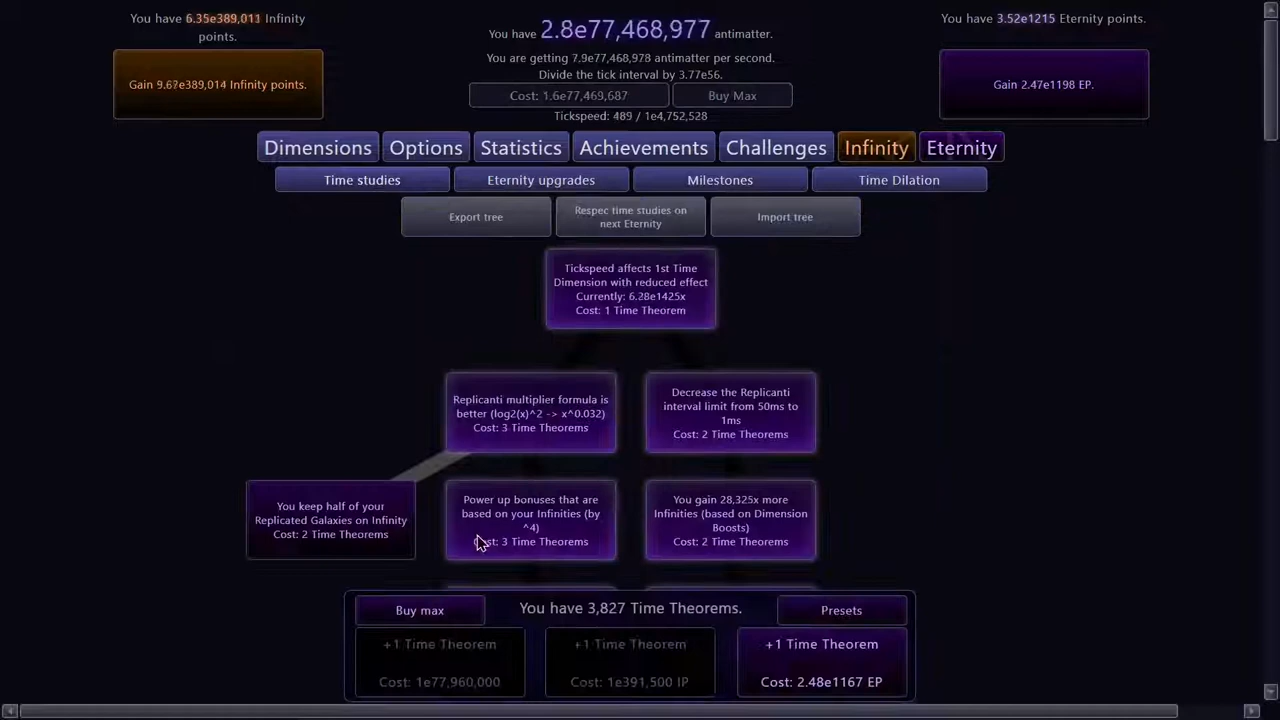 You have 6.35e389,011 Infinity
points.
Gain 9.67e389,014 Infinity points.
You have 2.8e77,468,977 antimatter.
You are getting 7.9e77,468,978 antimatter per second.
Divide the tick interval by 3.77e56.
Cost: 1.6e77,469,687
Buy Max
Tickspeed: 489 / 1e4,752,528
You have 3.52e1215 Eternity points.
Gain 2.47e1198 EP.
Dimensions
Options
Statistics
Achievements
Challenges
Infinity
Eternity
Time studies
Eternity upgrades
Milestones
Time Dilation
Export tree
Respec time studies on
next Eternity
Import tree
Tickspeed affects 1st Time
Dimension with reduced effect
Currently: 6.28e1425x
Cost: 1 Time Theorem
Replicanti multiplier formula is
better (log2(x)^2 -> x^0.032)
Cost: 3 Time Theorems
Decrease the Replicanti
interval limit from 50ms to
1ms
Cost: 2 Time Theorems
You keep half of your
Replicated Galaxies on Infinity
Cost: 2 Time Theorems
Power up bonuses that are
based on your Infinities (by
^4)
Cost: 3 Time Theorems
You gain 28,325x more
Infinities (based on Dimension
Boosts)
Cost: 2 Time Theorems
Buy max
You have 3,827 Time Theorems.
Presets
+1 Time Theorem
Cost: 1e77,960,000
+1 Time Theorem
Cost: 1e391,500 IP
+1 Time Theorem
Cost: 2.48e1167 EP